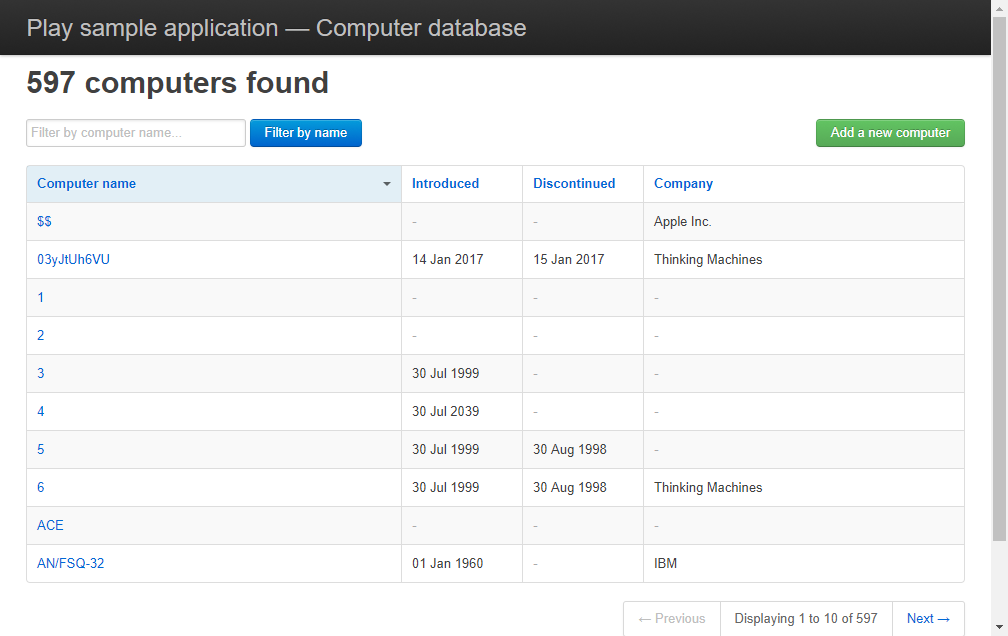 Play sample application — Computer database
597 computers found
Filter by computer name... Filter by name Add a new computer
Computer name Introduced Discontinued Company
$$ - - Apple Inc.
03yJtUh6VU 14 Jan 2017 15 Jan 2017 Thinking Machines
1 - - -
2 - - -
3 30 Jul 1999 - -
4 30 Jul 2039 - -
5 30 Jul 1999 30 Aug 1998 -
6 30 Jul 1999 30 Aug 1998 Thinking Machines
ACE - - -
AN/FSQ-32 01 Jan 1960 - IBM
← Previous Displaying 1 to 10 of 597 Next →